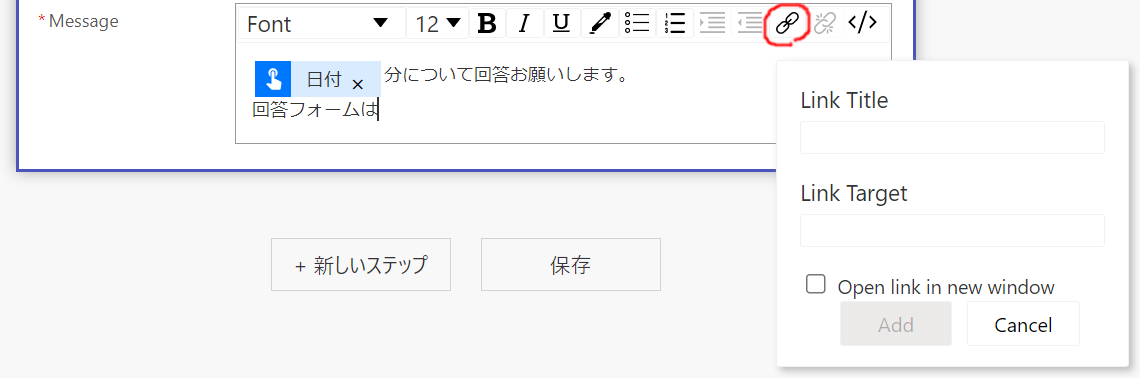 * Message
Font 12 B I U </>
日付 × 分について回答お願いします。
回答フォームは
Link Title
Link Target
Open link in new window
Add Cancel
+ 新しいステップ 保存